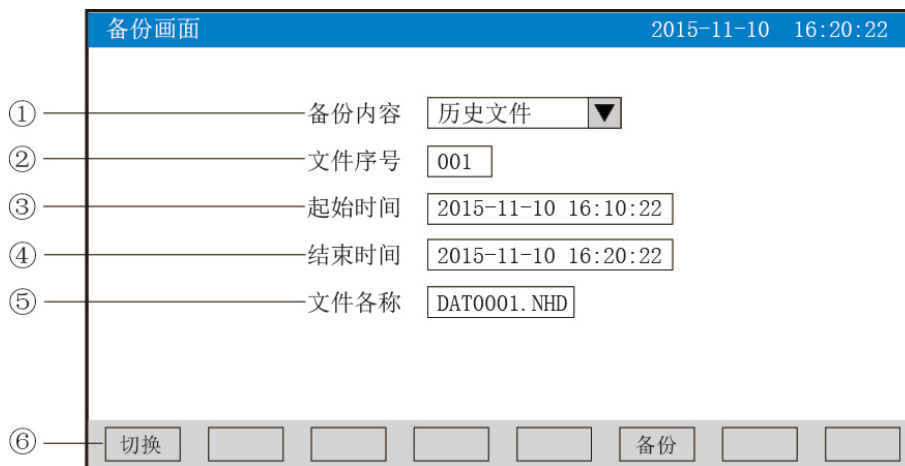 备份画面 2015-11-10 16:20:22
① 备份内容 历史文件
② 文件序号 001
③ 起始时间 2015-11-10 16:10:22
④ 结束时间 2015-11-10 16:20:22
⑤ 文件各称 DAT0001.NHD
⑥ 切换 备份